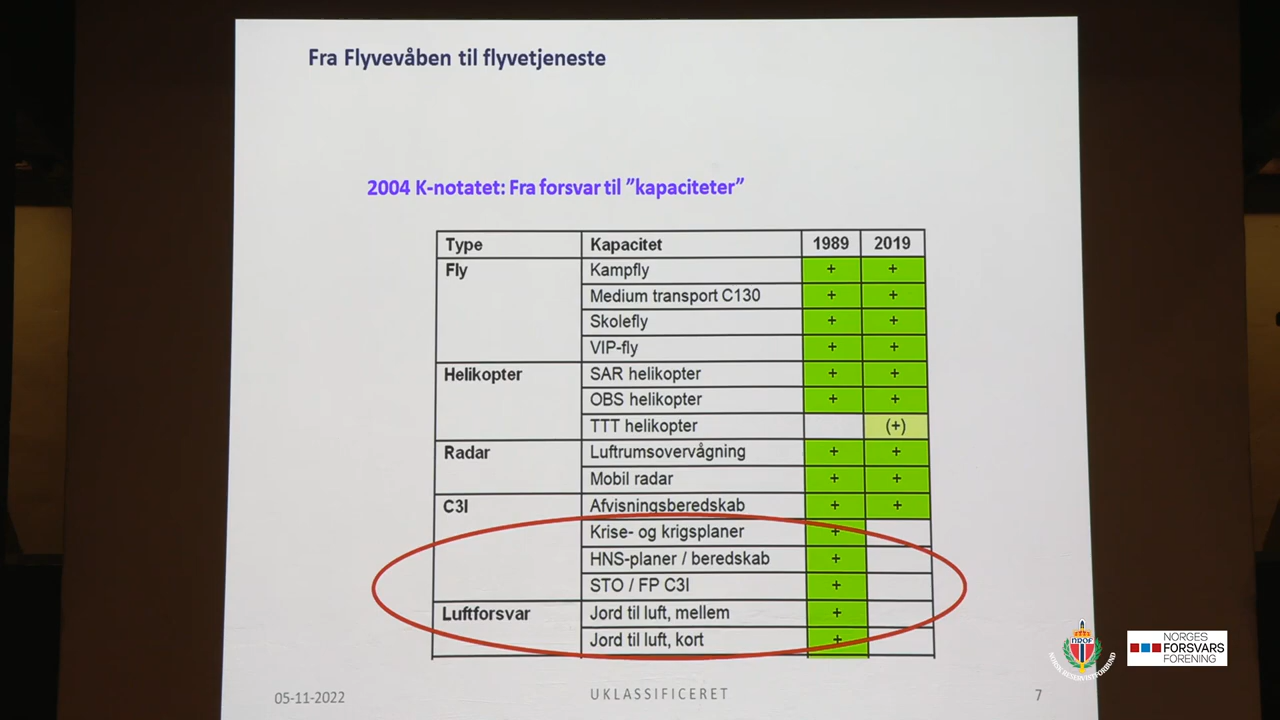 Fra Flyvevåben til flyvetjeneste
2004 K-notatet: Fra forsvar til ”kapaciteter”
Type Kapacitet 1989 2019
Fly Kampfly + +
Medium transport C130 + +
Skolefly + +
VIP-fly + +
Helikopter SAR helikopter + +
OBS helikopter + +
TTT helikopter (+)
Radar Luftrumsovervågning + +
Mobil radar + +
C3I Afvisningsberedskab + +
Krise- og krigsplaner +
HNS-planer / beredskab +
STO / FP C3I +
Luftforsvar Jord til luft, mellem +
Jord til luft, kort +
05-11-2022 UKLASSIFICERET 7
NROF
NORSK RESERVISTFORBUND
NORGES
FORSVARS
FORENING